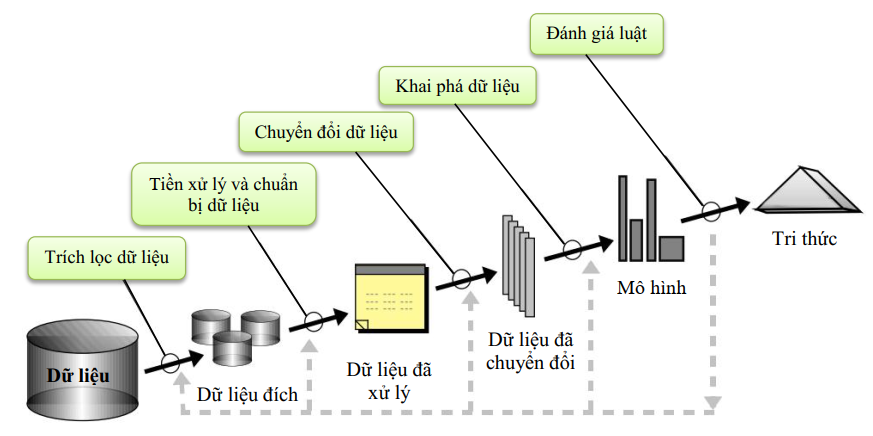 Đánh giá luật
Khai phá dữ liệu
Chuyển đổi dữ liệu
Tiền xử lý và chuẩn
bị dữ liệu
Trích lọc dữ liệu
Dữ liệu
Dữ liệu đích
Dữ liệu đã
xử lý
Dữ liệu đã
chuyển đổi
Mô hình
Tri thức